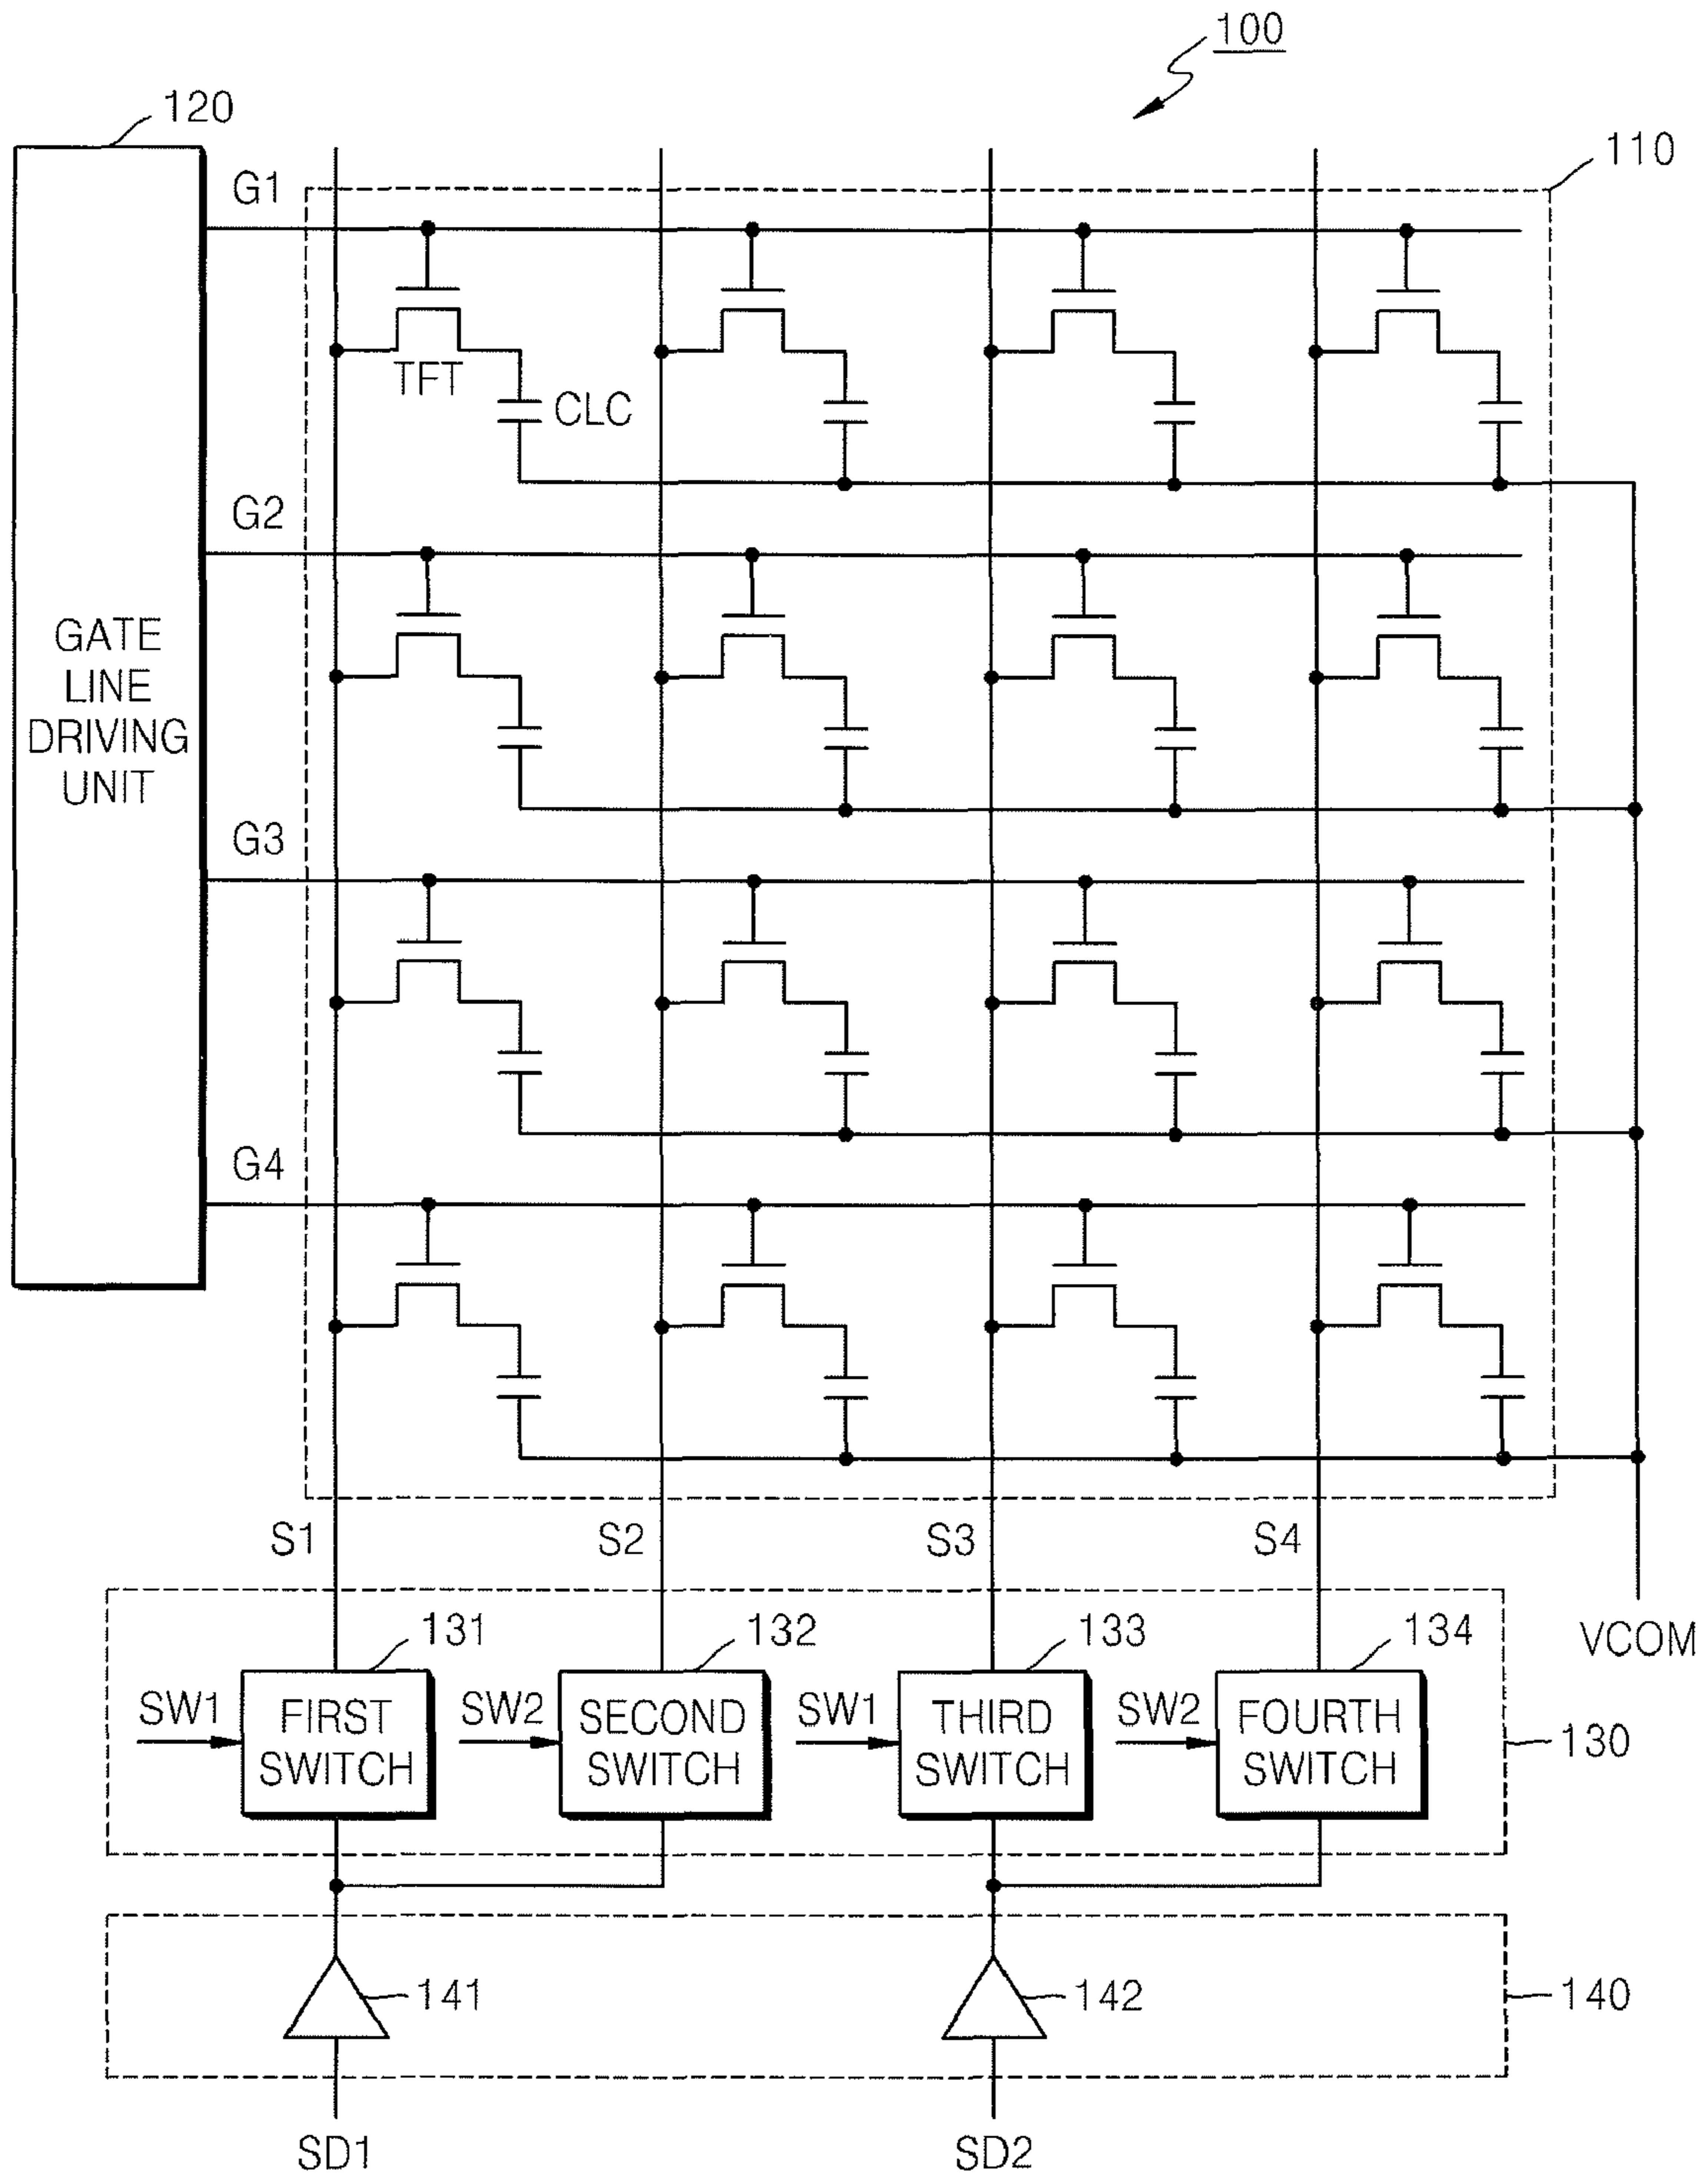 100
120
110
G1
TFT
CLC
G2
GATE
LINE
DRIVING
UNIT
G3
G4
S1
S2
S3
S4
131
132
133
134
VCOM
SW1
FIRST
SWITCH
SW2
SECOND
SWITCH
SW1
THIRD
SWITCH
SW2
FOURTH
SWITCH
130
141
142
140
SD1
SD2